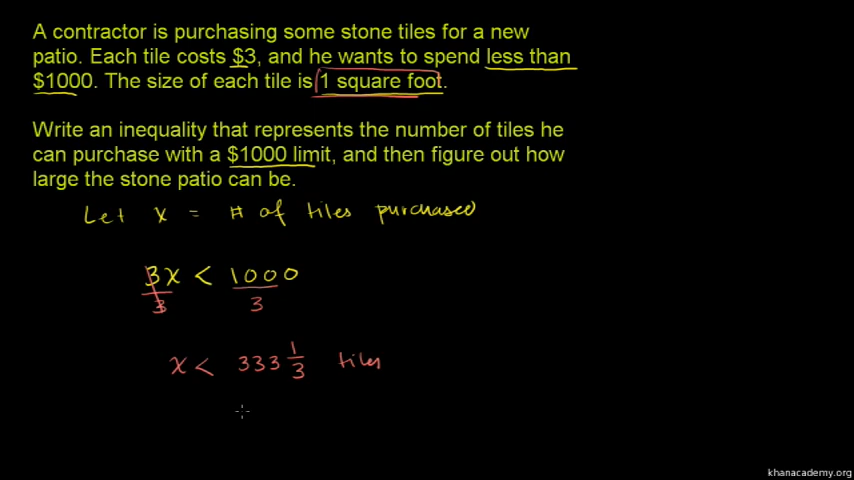 A contractor is purchasing some stone tiles for a new
patio. Each tile costs $3, and he wants to spend less than
$1000. The size of each tile is 1 square foot.
Write an inequality that represents the number of tiles he
can purchase with a $1000 limit, and then figure out how
large the stone patio can be.
Let x = # of tiles purchased
3x < 1000
3 3
x < 333 1/3 tiles
khanacademy.org